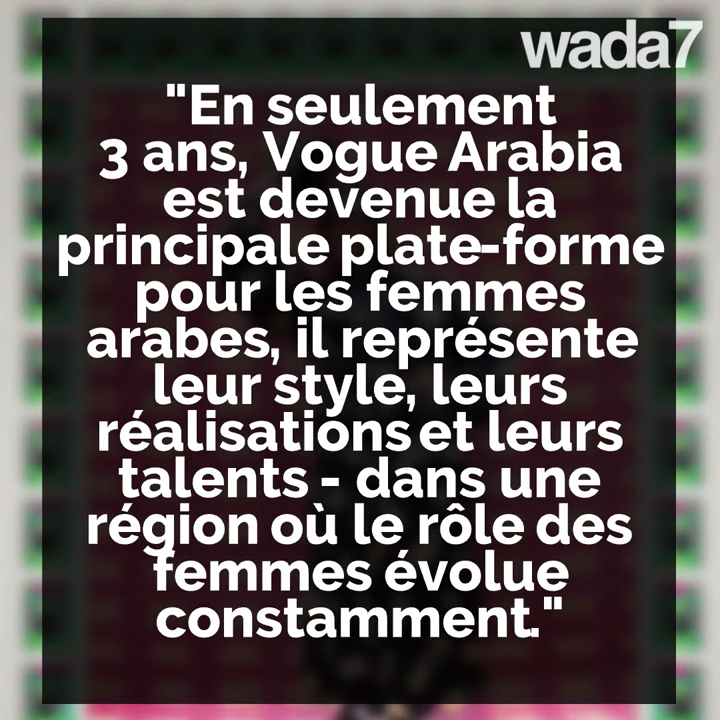 wada7
"En seulement
3 ans, Vogue Arabia
est devenue la
principale plate-forme
pour les femmes
arabes, il représente
leur style, leurs
réalisations et leurs
talents - dans une
région où le rôle des
femmes évolue
constamment."